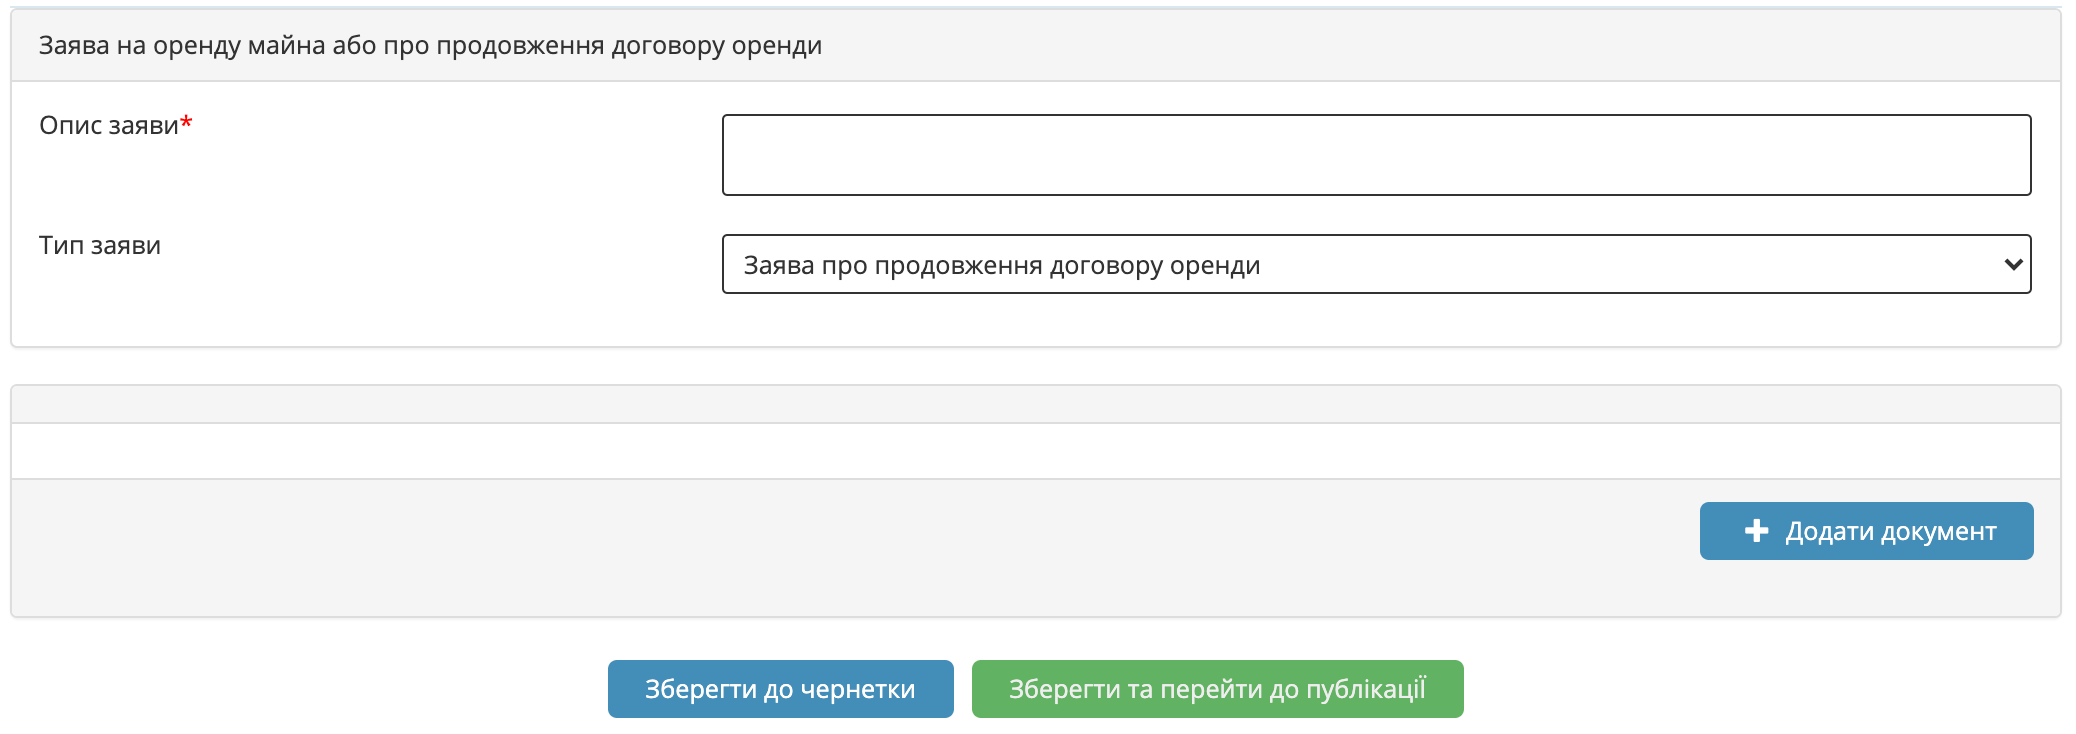 Заява на оренду майна або про продовження договору оренди
Опис заяви*
Тип заяви
Заява про продовження договору оренди
Додати документ
Зберегти до чернетки
Зберегти та перейти до публікації